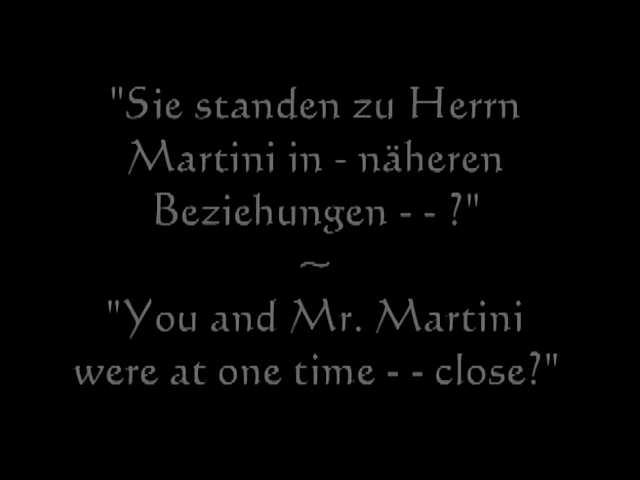 "Sie standen zu Herrn
Martini in - näheren
Beziehungen - - ?"
~
"You and Mr. Martini
were at one time - - close?"